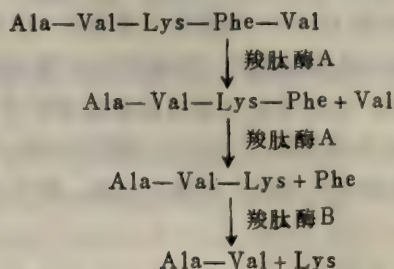 Ala—Val—Lys—Phe—Val
羧肽酶A
Ala—Val—Lys—Phe+Val
羧肽酶A
Ala—Val—Lys+Phe
羧肽酶B
Ala—Val+Lys